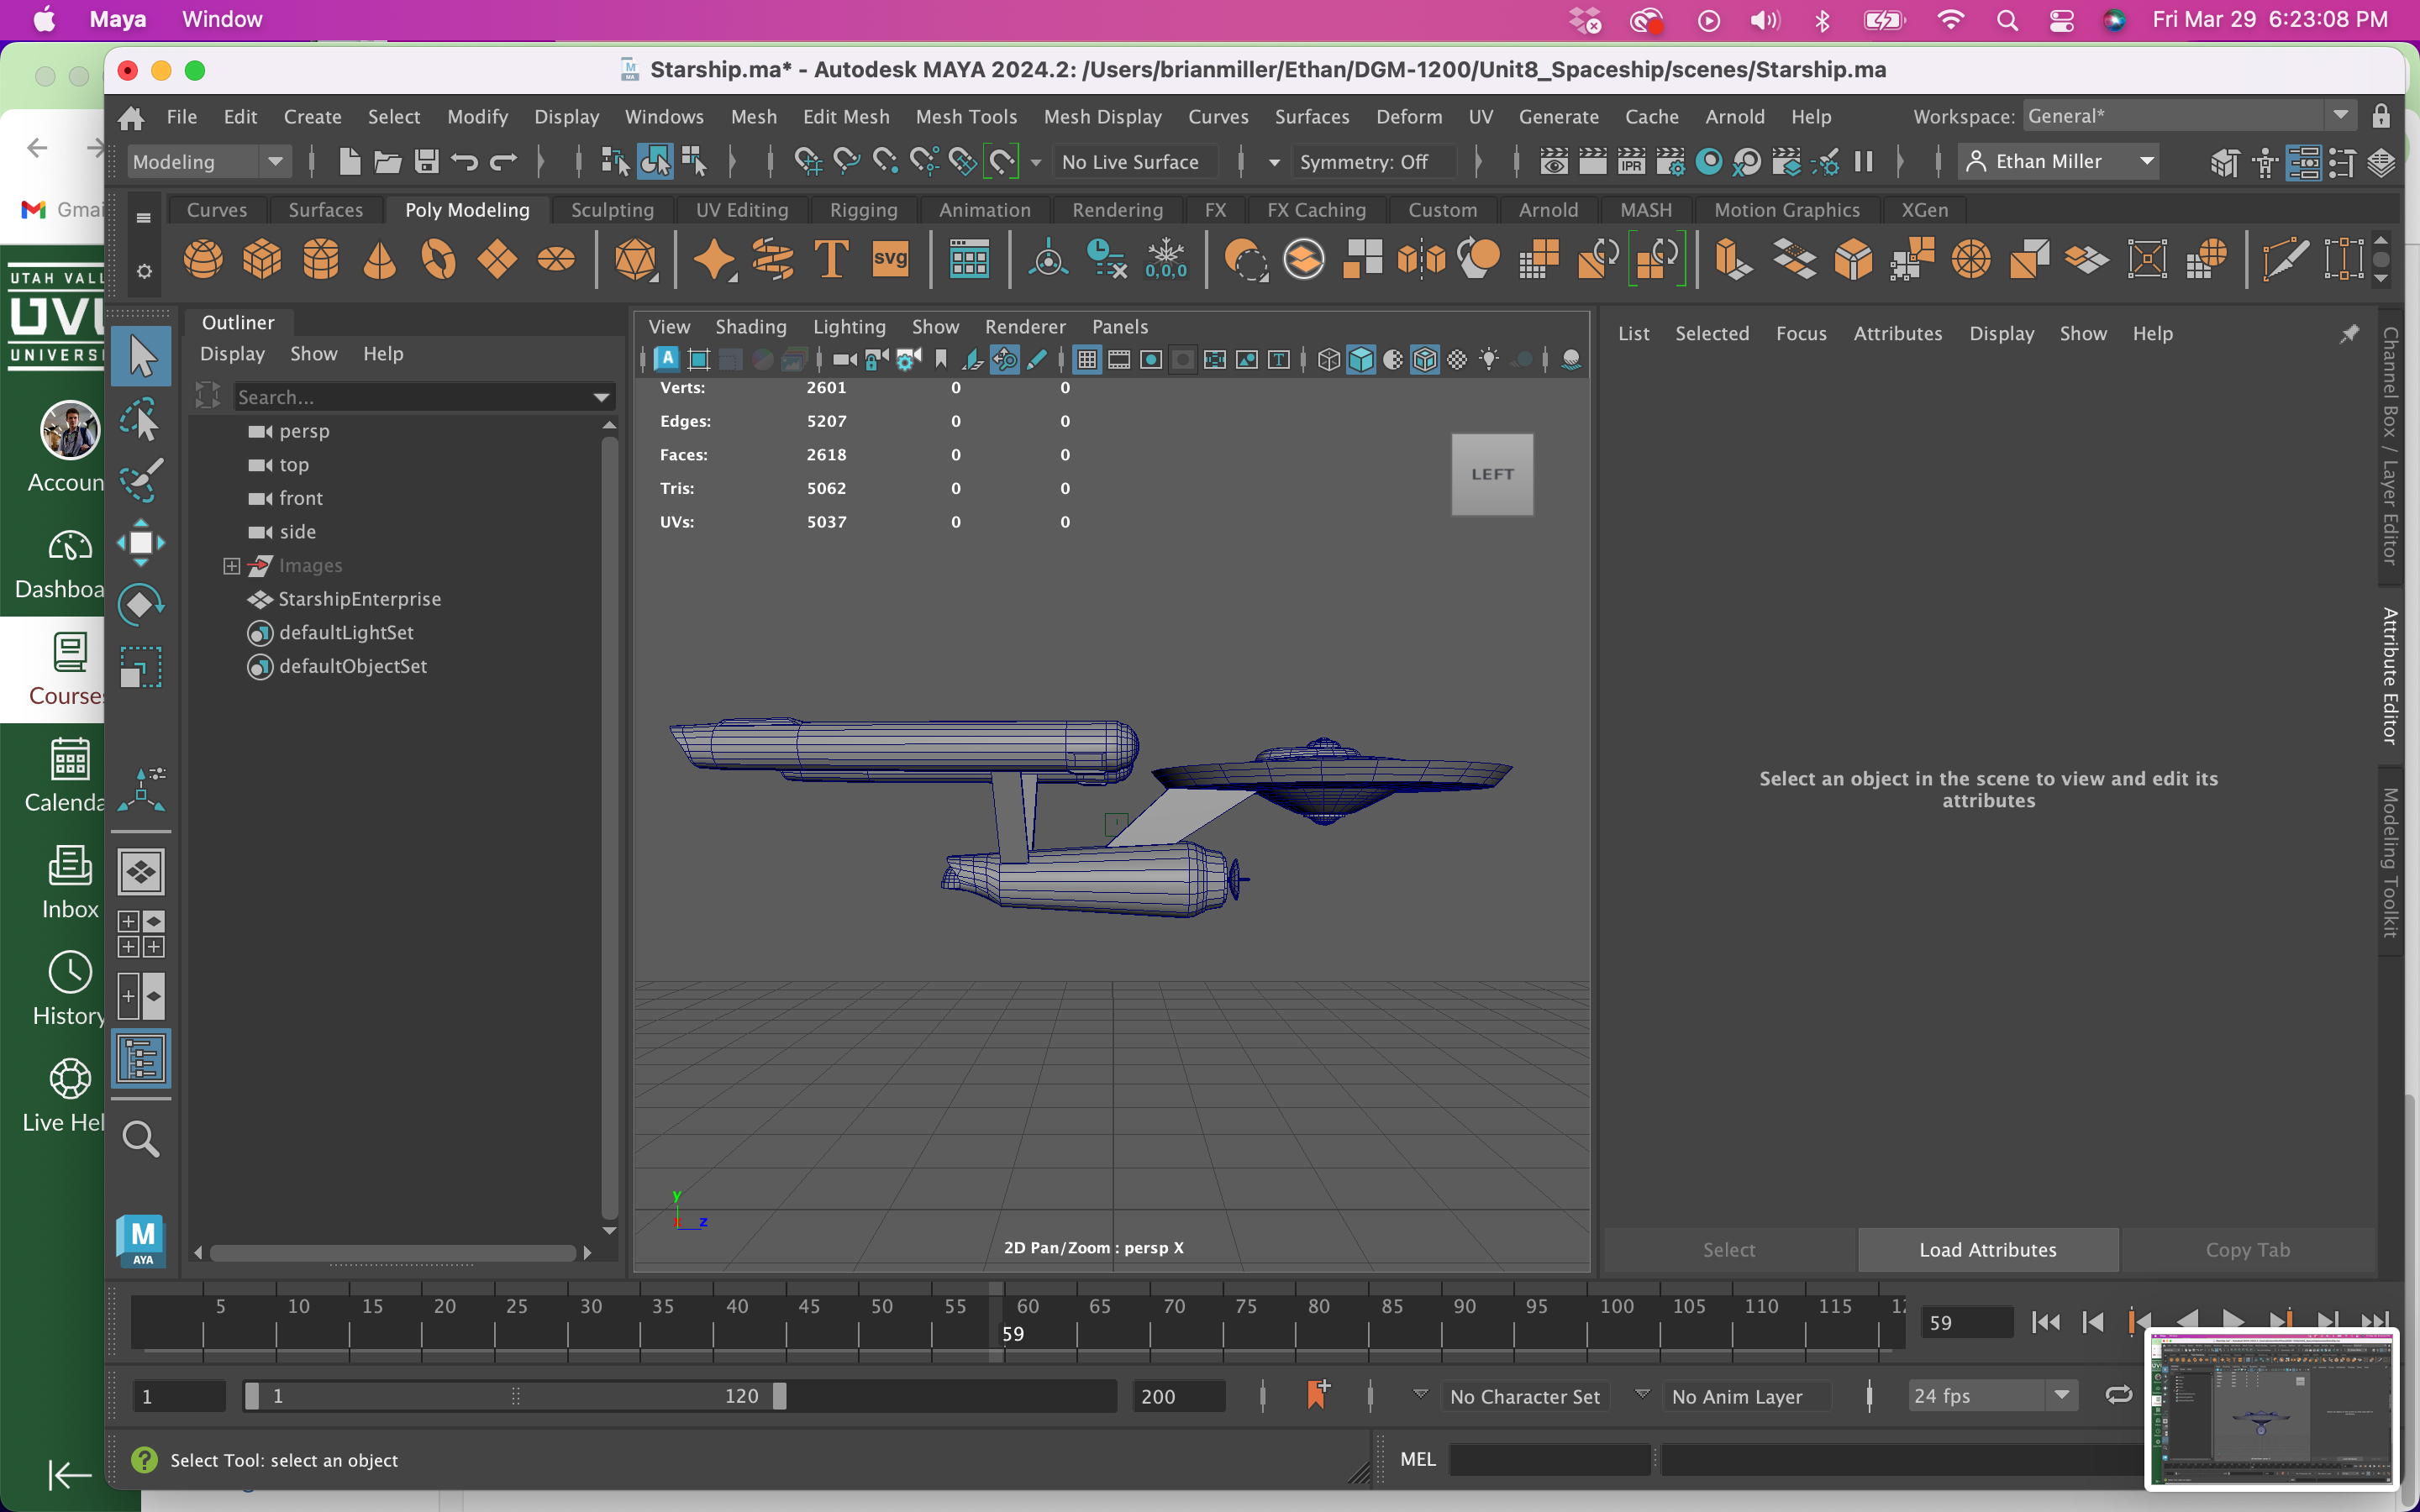 Maya Window Fri Mar 29 6:23:08 PM
Starship.ma* - Autodesk MAYA 2024.2: /Users/brianmiller/Ethan/DGM-1200/Unit8_Spaceship/scenes/Starship.ma
File Edit Create Select Modify Display Windows Mesh Edit Mesh Mesh Tools Mesh Display Curves Surfaces Deform UV Generate Cache Arnold Help Workspace: General*
Modeling No Live Surface Symmetry: Off IPR Ethan Miller
Gmai
Curves Surfaces Poly Modeling Sculpting UV Editing Rigging Animation Rendering FX FX Caching Custom Arnold MASH Motion Graphics XGen
T svg 0,0,0
UTAH VALL
UVU
UNIVERS
Accoun
Dashboa
Courses
Calenda
Inbox
History
Live Hel
Outliner
Display Show Help
Search...
persp
top
front
side
Images
StarshipEnterprise
defaultLightSet
defaultObjectSet
M
AYA
View Shading Lighting Show Renderer Panels
Verts: 2601 0 0
Edges: 5207 0 0
Faces: 2618 0 0
Tris: 5062 0 0
UVs: 5037 0 0
LEFT
y
x z
2D Pan/Zoom : persp X
List Selected Focus Attributes Display Show Help
Select an object in the scene to view and edit its
attributes
Select Load Attributes Copy Tab
Channel Box / Layer Editor
Attribute Editor
Modeling Toolkit
5 10 15 20 25 30 35 40 45 50 55 60 65 70 75 80 85 90 95 100 105 110 115 12
59
59
1 1 120 200 No Character Set No Anim Layer 24 fps
Select Tool: select an object MEL